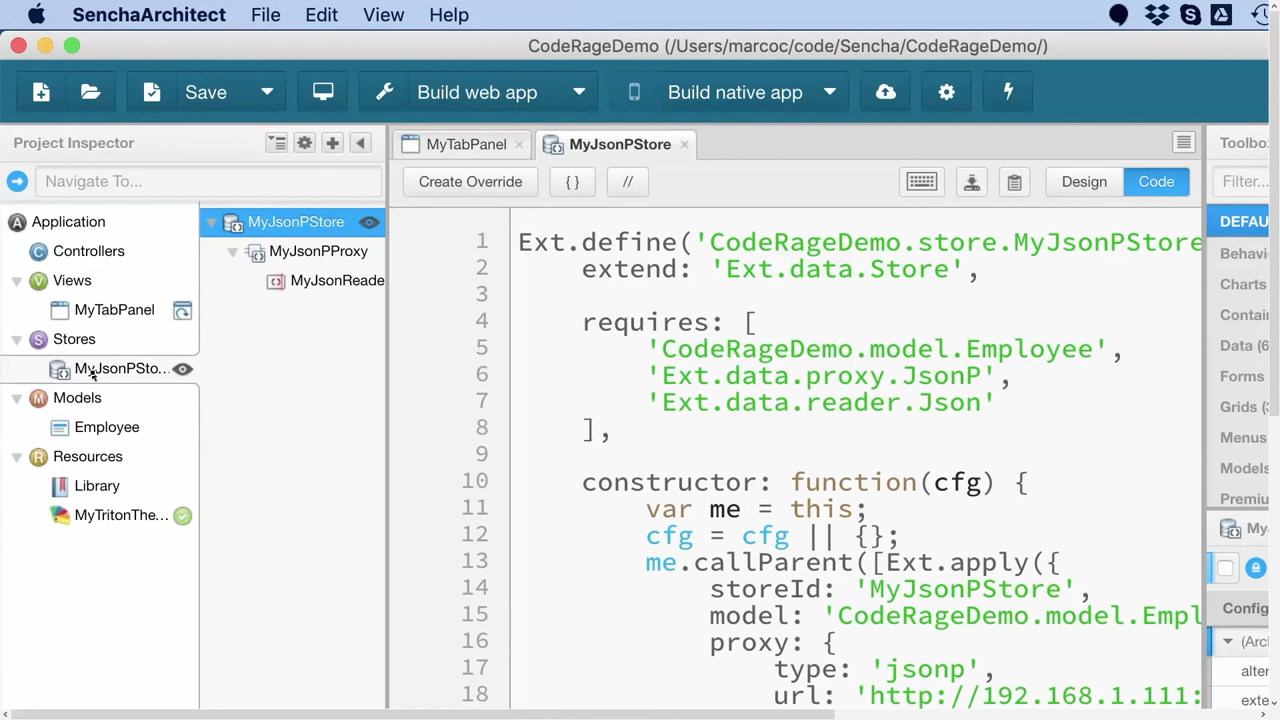 SenchaArchitect File Edit View Help
CodeRageDemo (/Users/marcoc/code/Sencha/CodeRageDemo/)
Save Build web app Build native app
Project Inspector
Navigate To...
Application
Controllers
Views
MyTabPanel
Stores
MyJsonPSto...
Models
Employee
Resources
Library
MyTritonThe...
MyJsonPStore
MyJsonPProxy
MyJsonReade
MyTabPanel × MyJsonPStore ×
Create Override { } // Design Code
1 Ext.define('CodeRageDemo.store.MyJsonPStore
2 extend: 'Ext.data.Store',
3
4 requires: [
5 'CodeRageDemo.model.Employee',
6 'Ext.data.proxy.JsonP',
7 'Ext.data.reader.Json'
8 ],
9
10 constructor: function(cfg) {
11 var me = this;
12 cfg = cfg || {};
13 me.callParent([Ext.apply({
14 storeId: 'MyJsonPStore',
15 model: 'CodeRageDemo.model.Empl
16 proxy: {
17 type: 'jsonp',
18 url: 'http://192.168.1.111:
Toolbo
Filter...
DEFAU
Behavi
Charts
Contai
Data (6
Forms
Grids (3
Menus
Models
Premiu
My
Config
(Arc
alter
exte